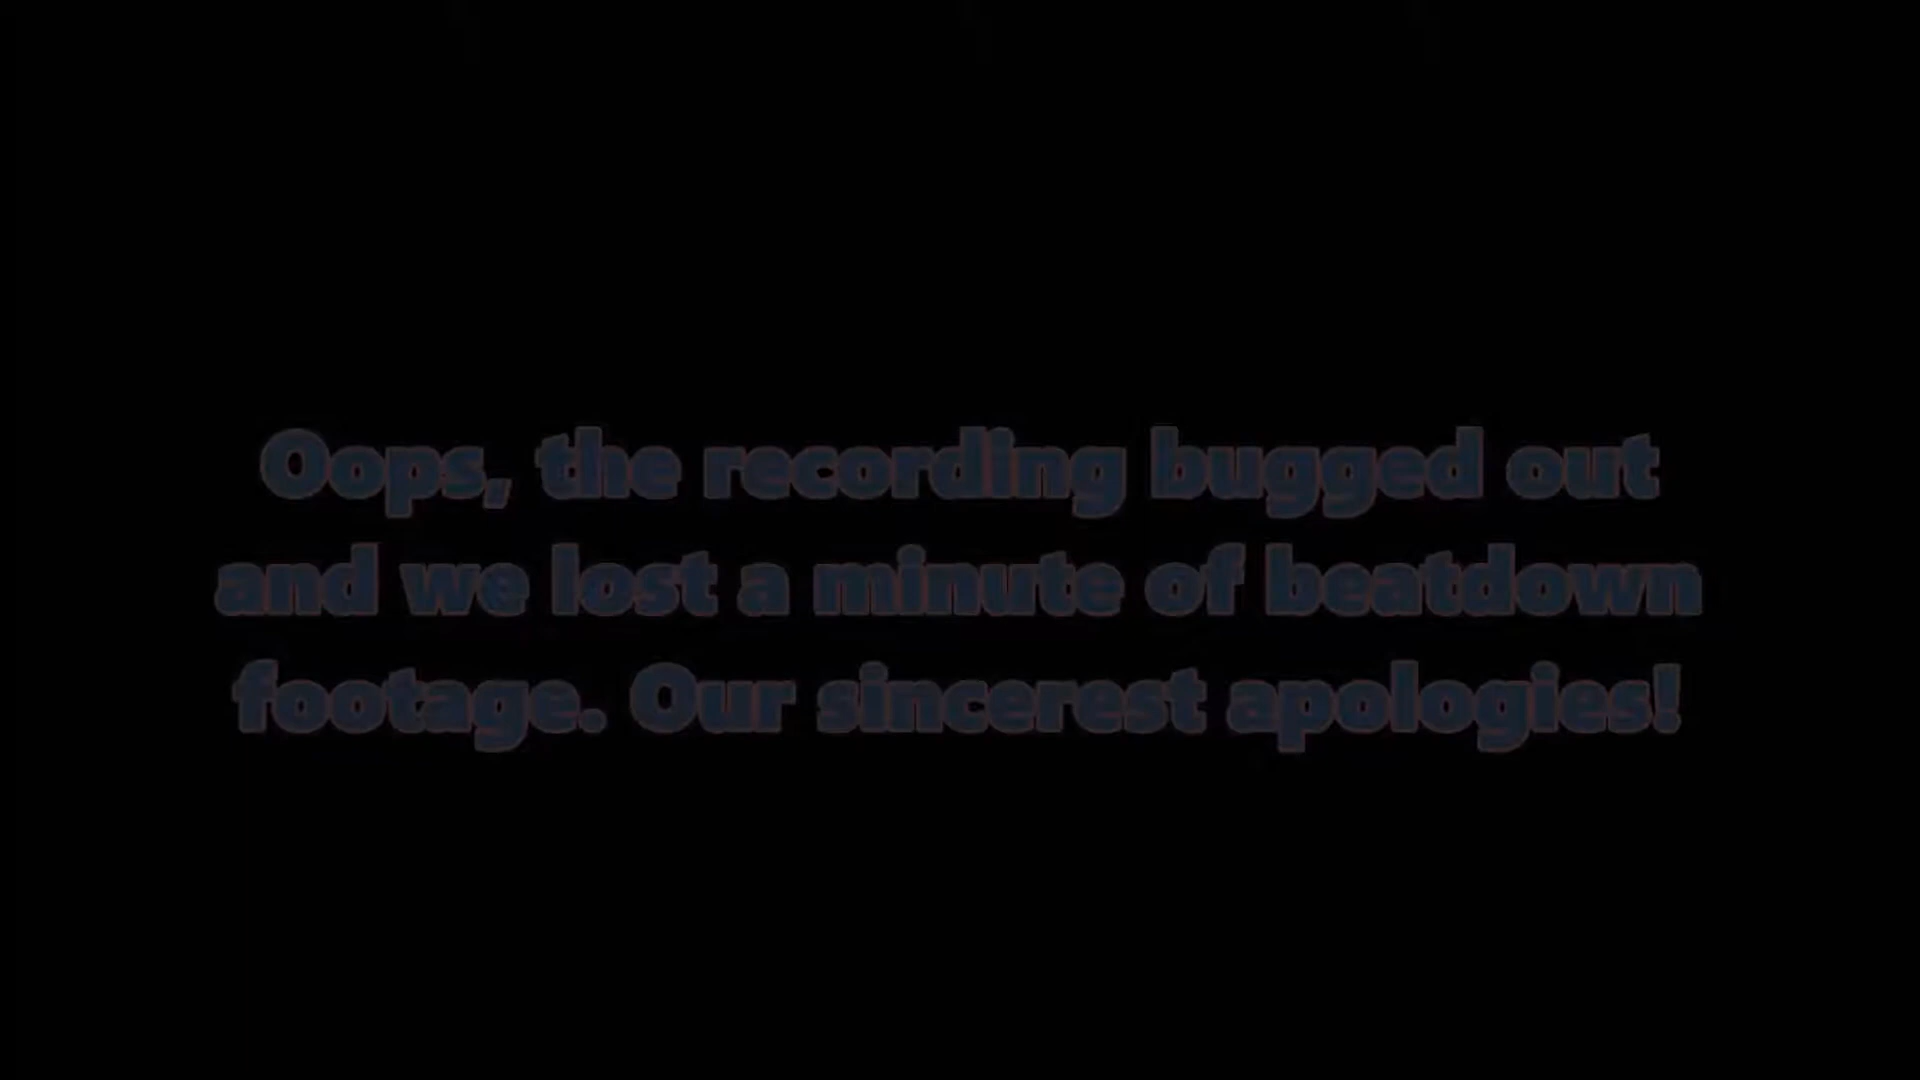 Oops, the recording bugged out
and we lost a minute of beatdown
footage. Our sincerest apologies!